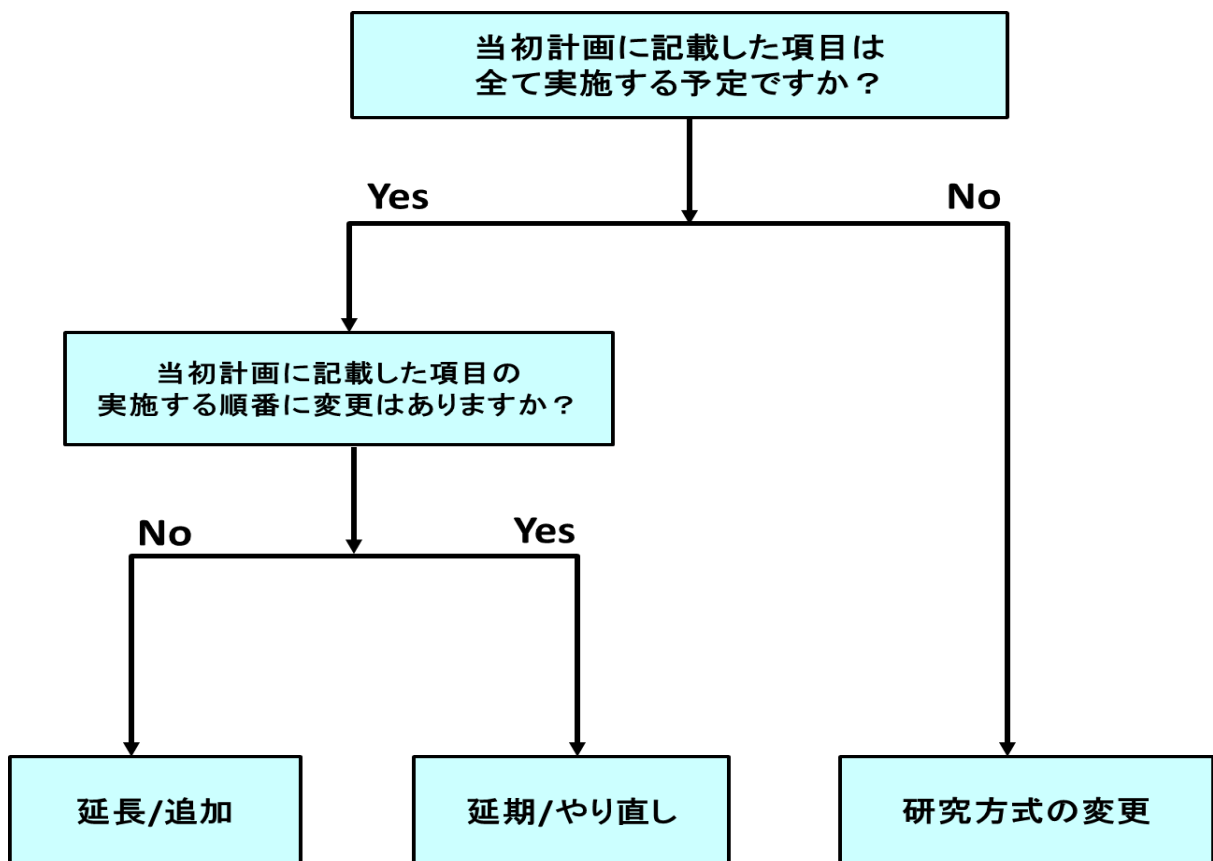 当初計画に記載した項目は
全て実施する予定ですか？
Yes
No
当初計画に記載した項目の
実施する順番に変更はありますか？
No
Yes
延長/追加
延期/やり直し
研究方式の変更